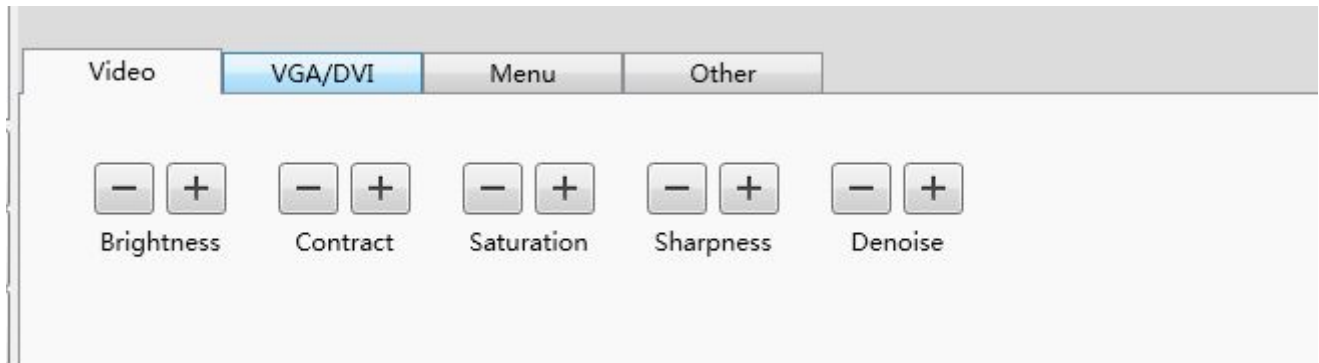 Video VGA/DVI Menu Other
− + − + − + − + − +
Brightness Contract Saturation Sharpness Denoise